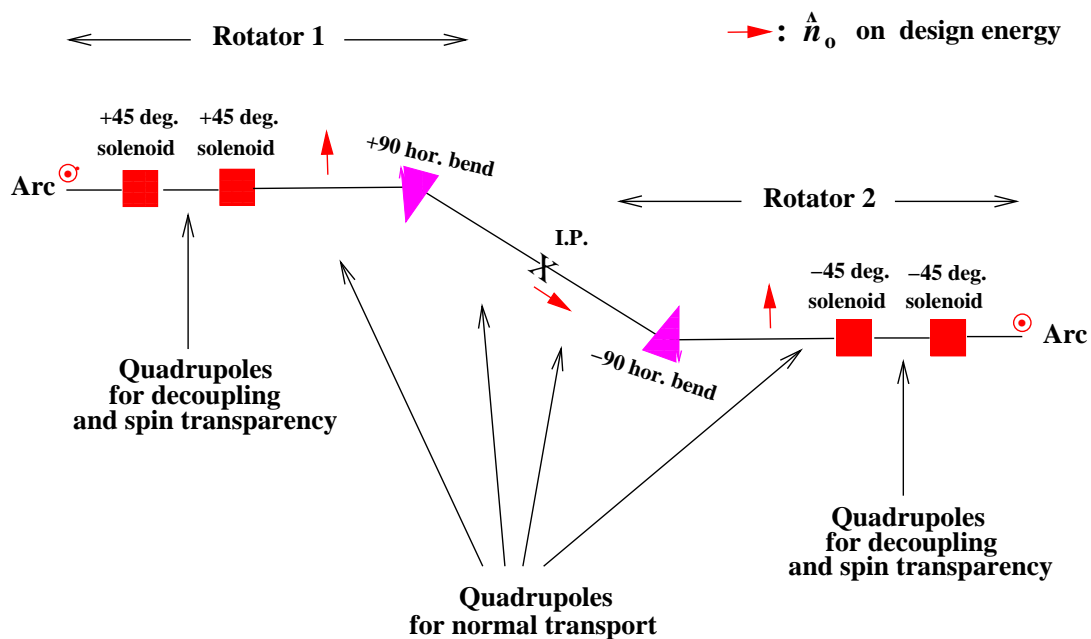 Rotator 1
: n̂o on design energy
+45 deg. solenoid
+45 deg. solenoid
+90 hor. bend
Arc
Rotator 2
I.P.
X
−45 deg. solenoid
−45 deg. solenoid
Arc
−90 hor. bend
Quadrupoles
for decoupling
and spin transparency
Quadrupoles
for decoupling
and spin transparency
Quadrupoles
for normal transport